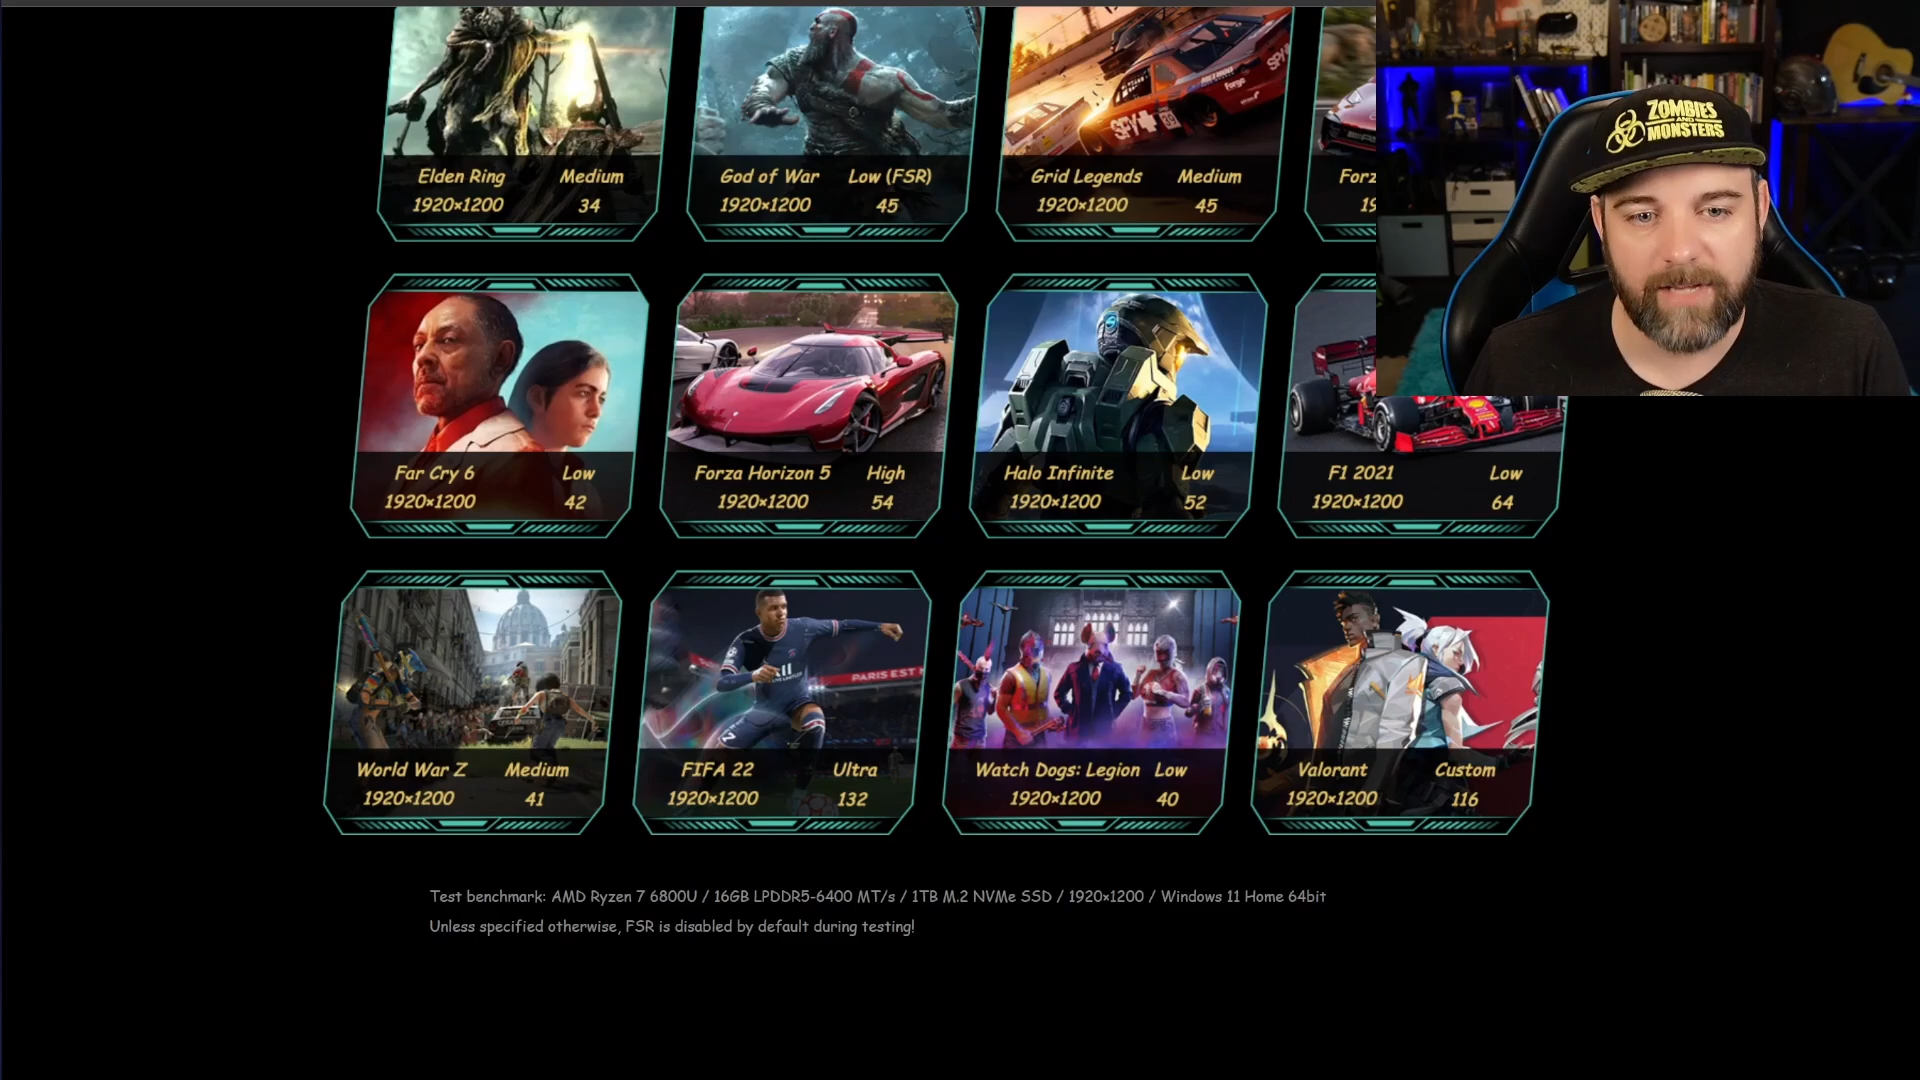 Elden Ring Medium
1920×1200 34
God of War Low (FSR)
1920×1200 45
Grid Legends Medium
1920×1200 45
Forz
19
ZOMBIES
AND
MONSTERS
Far Cry 6 Low
1920×1200 42
Forza Horizon 5 High
1920×1200 54
Halo Infinite Low
1920×1200 52
F1 2021 Low
1920×1200 64
PARIS EST
World War Z Medium
1920×1200 41
FIFA 22 Ultra
1920×1200 132
Watch Dogs: Legion Low
1920×1200 40
Valorant Custom
1920×1200 116
Test benchmark: AMD Ryzen 7 6800U / 16GB LPDDR5-6400 MT/s / 1TB M.2 NVMe SSD / 1920×1200 / Windows 11 Home 64bit
Unless specified otherwise, FSR is disabled by default during testing!